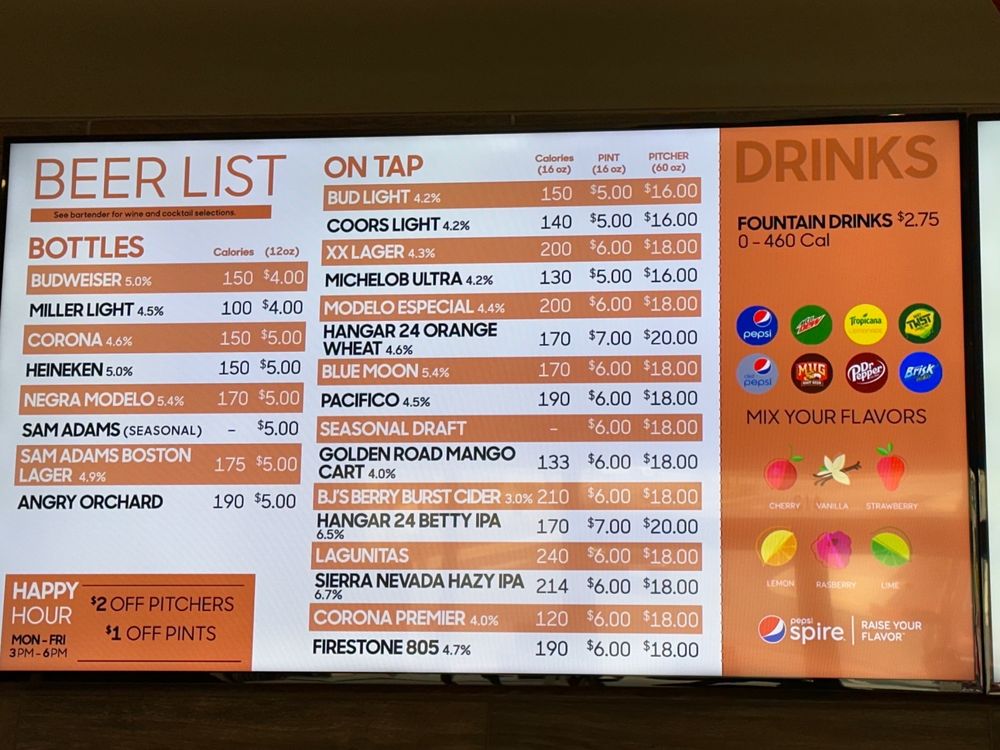 BEER LIST
See bartender for wine and cocktail selections.
BOTTLES Calories (12oz)
BUDWEISER 5.0% 150 $4.00
MILLER LIGHT 4.5% 100 $4.00
CORONA 4.6% 150 $5.00
HEINEKEN 5.0% 150 $5.00
NEGRA MODELO 5.4% 170 $5.00
SAM ADAMS (SEASONAL) - $5.00
SAM ADAMS BOSTON
LAGER 4.9% 175 $5.00
ANGRY ORCHARD 190 $5.00
HAPPY
HOUR
MON-FRI
3PM-6PM
$2 OFF PITCHERS
$1 OFF PINTS
ON TAP
Calories
(16 oz)
PINT
(16 oz)
PITCHER
(60 oz)
BUD LIGHT 4.2% 150 $5.00 $16.00
COORS LIGHT 4.2% 140 $5.00 $16.00
XX LAGER 4.3% 200 $6.00 $18.00
MICHELOB ULTRA 4.2% 130 $5.00 $16.00
MODELO ESPECIAL 4.4% 200 $6.00 $18.00
HANGAR 24 ORANGE
WHEAT 4.6% 170 $7.00 $20.00
BLUE MOON 5.4% 170 $6.00 $18.00
PACIFICO 4.5% 190 $6.00 $18.00
SEASONAL DRAFT - $6.00 $18.00
GOLDEN ROAD MANGO
CART 4.0% 133 $6.00 $18.00
BJ'S BERRY BURST CIDER 3.0% 210 $6.00 $18.00
HANGAR 24 BETTY IPA
6.5% 170 $7.00 $20.00
LAGUNITAS 240 $6.00 $18.00
SIERRA NEVADA HAZY IPA
6.7% 214 $6.00 $18.00
CORONA PREMIER 4.0% 120 $6.00 $18.00
FIRESTONE 805 4.7% 190 $6.00 $18.00
DRINKS
FOUNTAIN DRINKS $2.75
0 - 460 Cal
pepsi
Tropicana
LEMONADE
TWIST
diet
pepsi
MUG
ROOT BEER
Dr Pepper
Brisk
MIX YOUR FLAVORS
CHERRY VANILLA STRAWBERRY
LEMON RASBERRY LIME
pepsi
spire
RAISE YOUR
FLAVOR